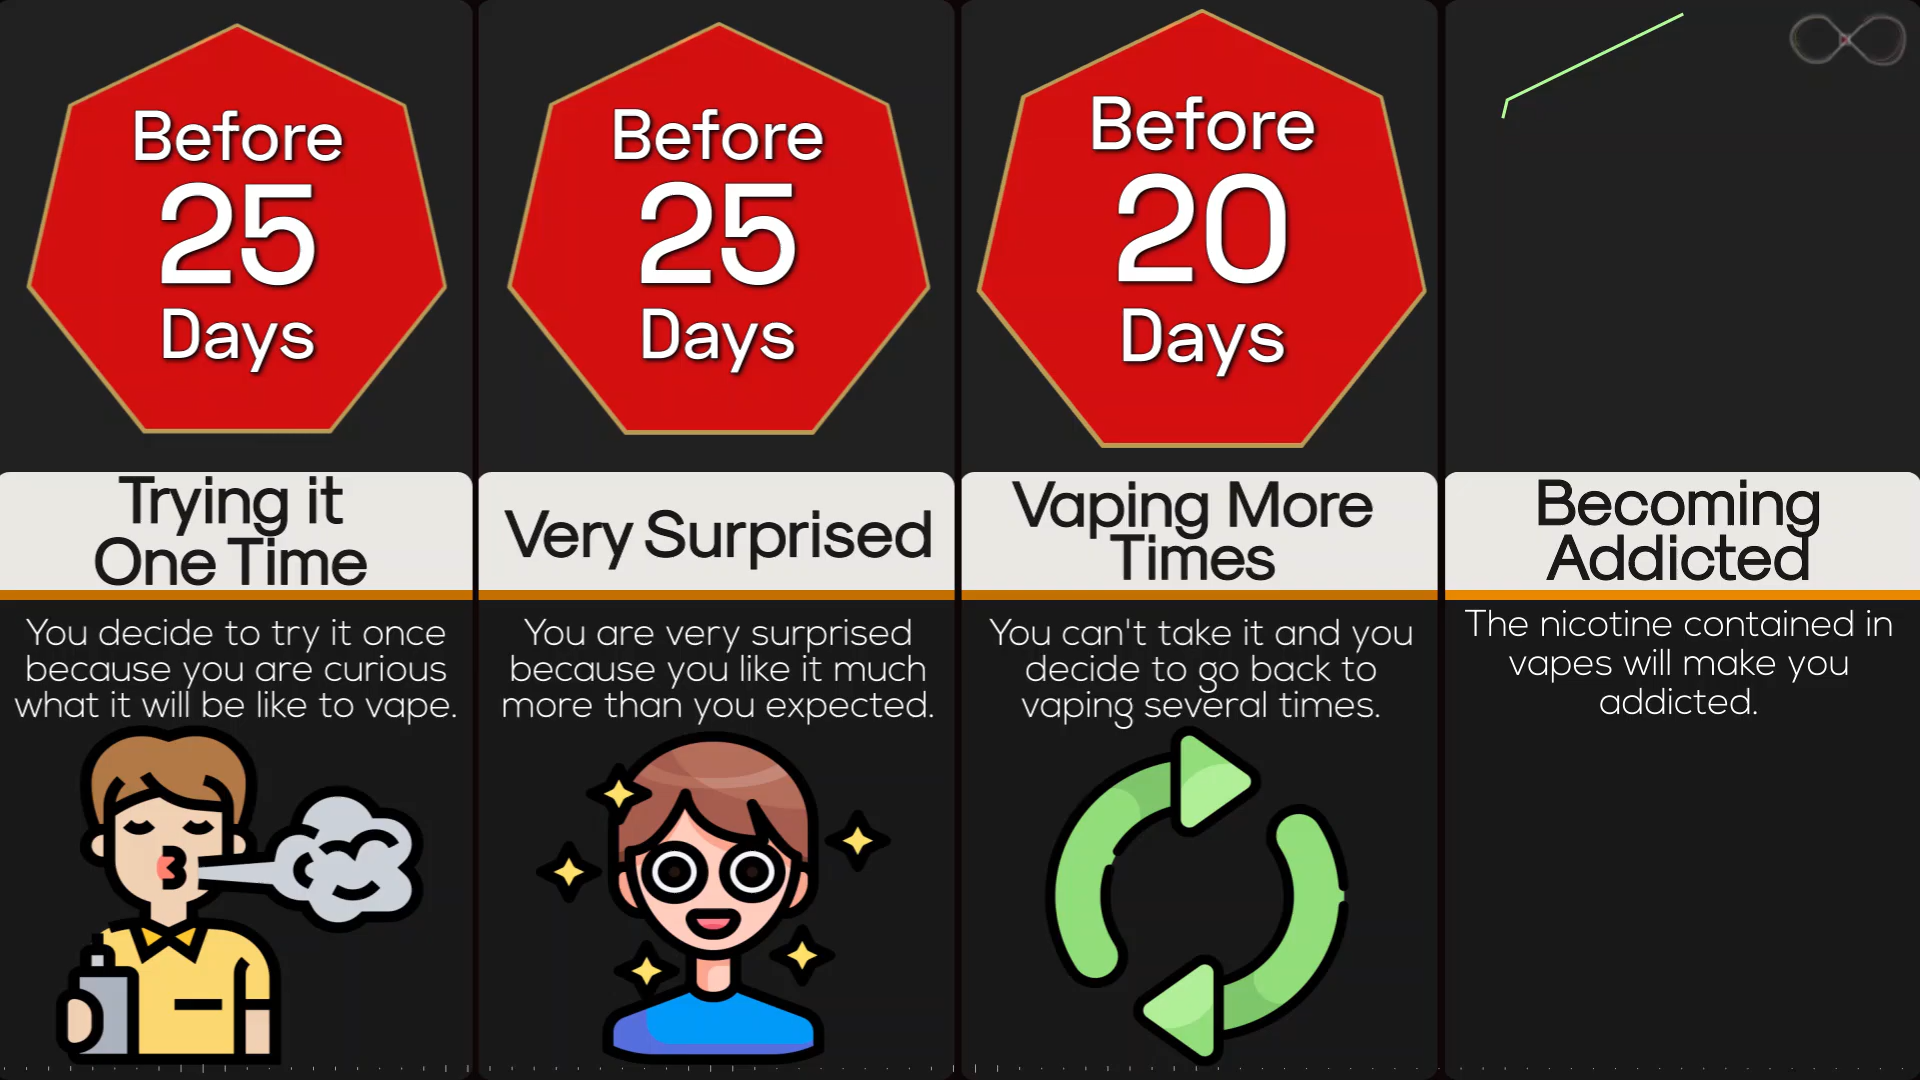 Before
25
Days
Trying it
One Time
You decide to try it once
because you are curious
what it will be like to vape.
Before
25
Days
Very Surprised
You are very surprised
because you like it much
more than you expected.
Before
20
Days
Vaping More
Times
You can't take it and you
decide to go back to
vaping several times.
Becoming
Addicted
The nicotine contained in
vapes will make you
addicted.